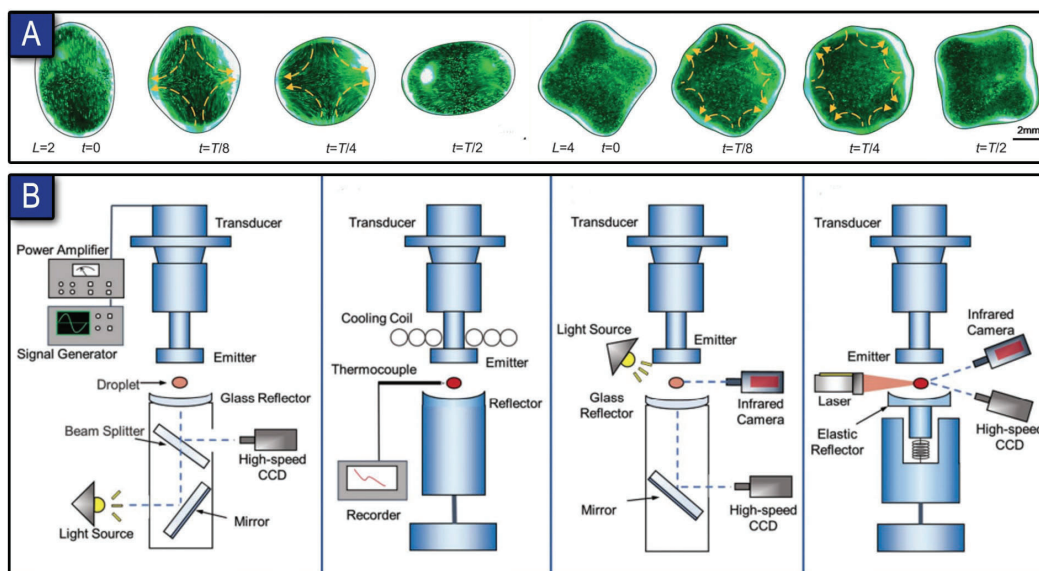 A
L=2
t=0
t=T/8
t=T/4
t=T/2
L=4
t=0
t=T/8
t=T/4
t=T/2
2mm
B
Transducer
Power Amplifier
Signal Generator
Emitter
Droplet
Glass Reflector
Beam Splitter
High-speed
CCD
Light Source
Mirror
Transducer
Cooling Coil
Emitter
Thermocouple
Reflector
Recorder
Transducer
Light Source
Emitter
Glass
Reflector
Infrared
Camera
Mirror
High-speed
CCD
Transducer
Infrared
Camera
Emitter
Laser
Elastic
Reflector
High-speed
CCD